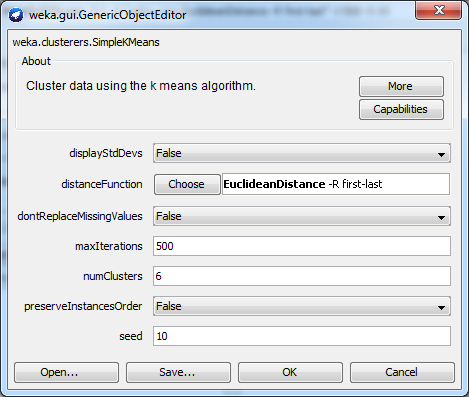 weka.gui.GenericObjectEditor
weka.clusterers.SimpleKMeans
About
Cluster data using the k means algorithm.
More
Capabilities
displayStdDevs False
distanceFunction Choose EuclideanDistance -R first-last
dontReplaceMissingValues False
maxIterations 500
numClusters 6
preserveInstancesOrder False
seed 10
Open... Save... OK Cancel